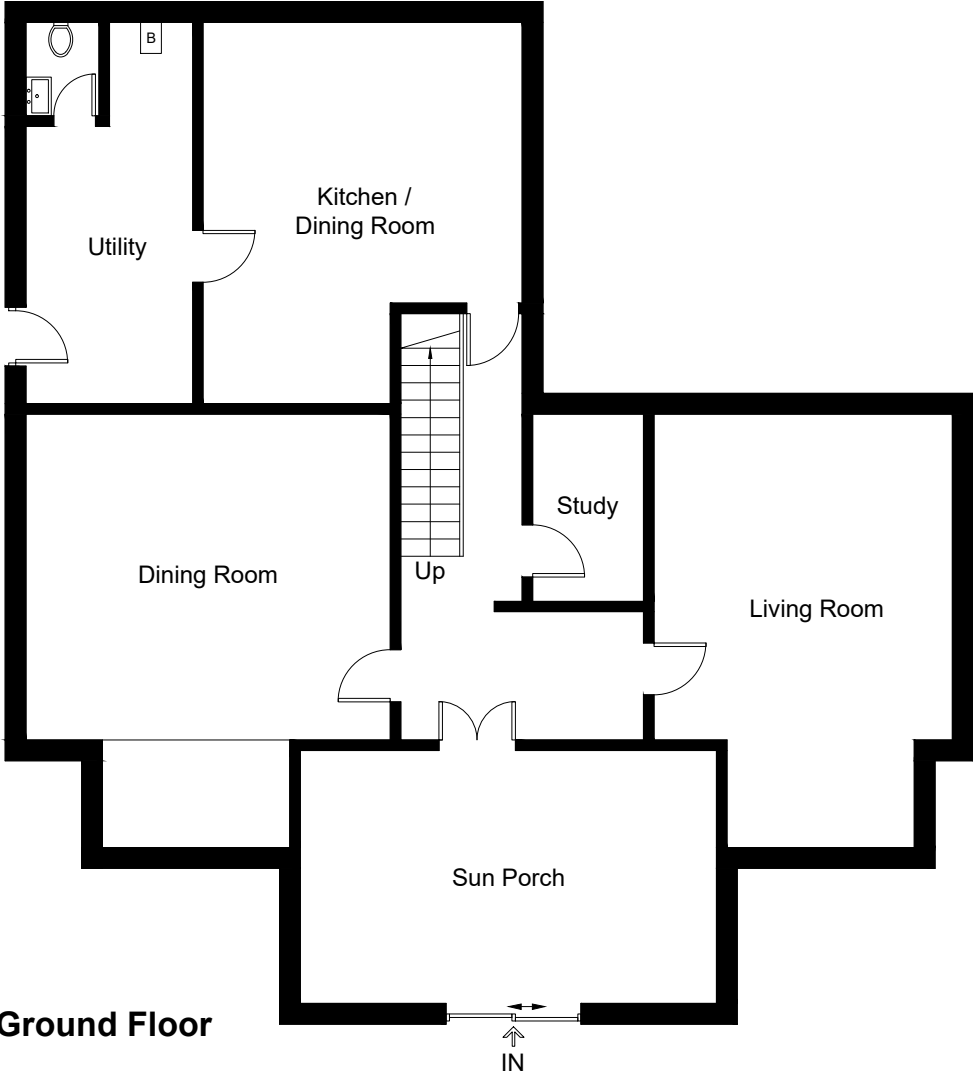 B
Kitchen /
Dining Room
Utility
Study
Up
Dining Room
Living Room
Sun Porch
Ground Floor
IN